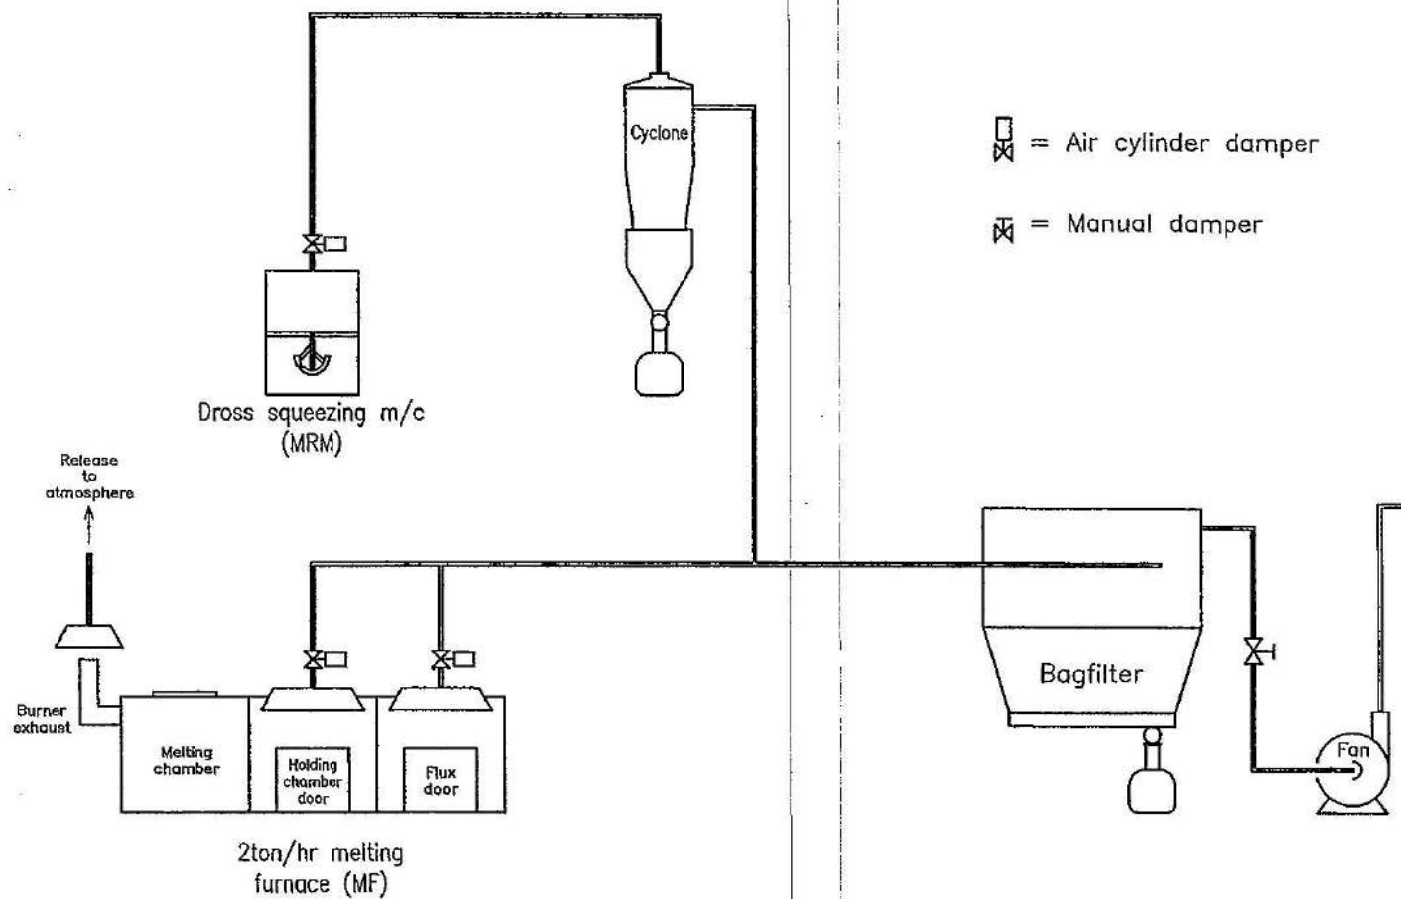 Cyclone
= Air cylinder damper
= Manual damper
Dross squeezing m/c
(MRM)
Release
to
atmosphere
Burner
exhaust
Melting
chamber
Holding
chamber
door
Flux
door
2ton/hr melting
furnace (MF)
Bagfilter
Fan